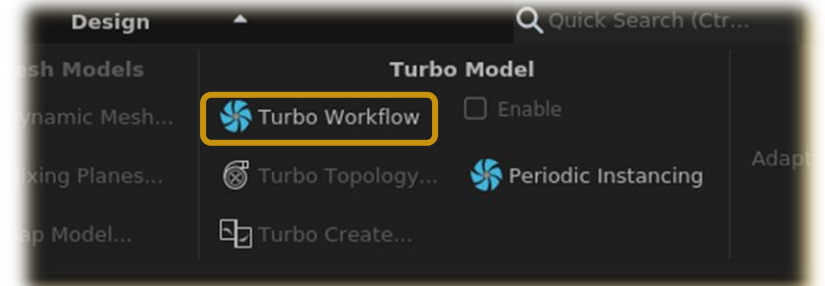 Design
Quick Search (Ctr...
esh Models
Turbo Model
ynamic Mesh...
Turbo Workflow
Enable
ixing Planes...
Turbo Topology...
Periodic Instancing
Adapt
ap Model...
Turbo Create...